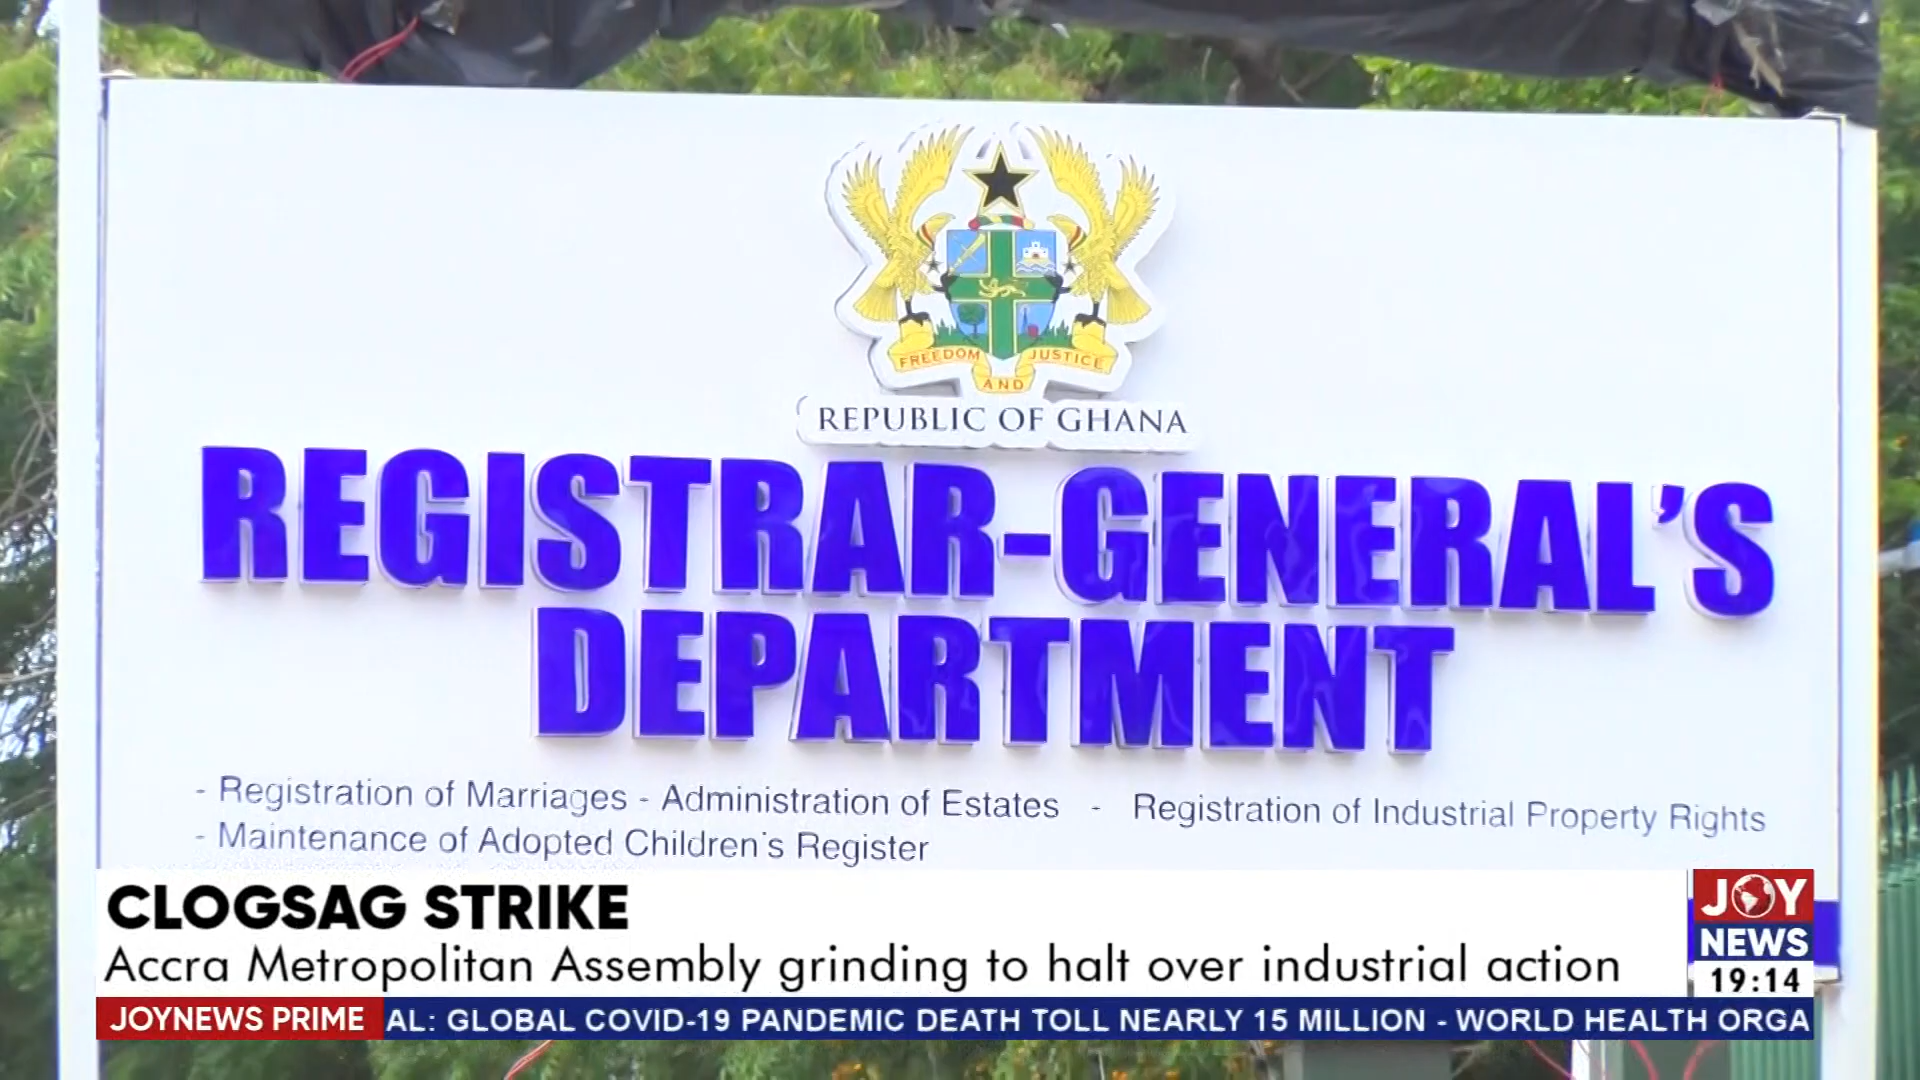 FREEDOM
JUSTICE
AND
REPUBLIC OF GHANA
REGISTRAR-GENERAL'S
DEPARTMENT
- Registration of Marriages - Administration of Estates - Registration of Industrial Property Rights
- Maintenance of Adopted Children's Register
CLOGSAG STRIKE
Accra Metropolitan Assembly grinding to halt over industrial action
JOY
NEWS
19:14
JOYNEWS PRIME
AL: GLOBAL COVID-19 PANDEMIC DEATH TOLL NEARLY 15 MILLION - WORLD HEALTH ORGA